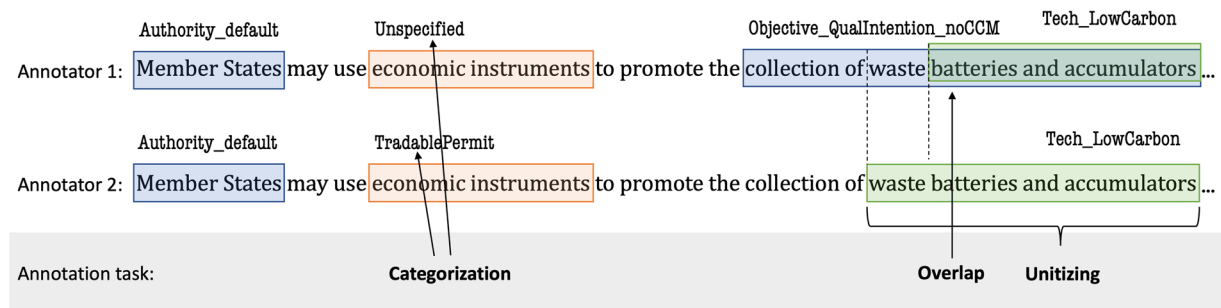 Authority_default Unspecified Objective_QualIntention_noCCM Tech_LowCarbon
Annotator 1: Member States may use economic instruments to promote the collection of waste batteries and accumulators ...
Authority_default TradablePermit Tech_LowCarbon
Annotator 2: Member States may use economic instruments to promote the collection of waste batteries and accumulators ...
Annotation task: Categorization Overlap Unitizing